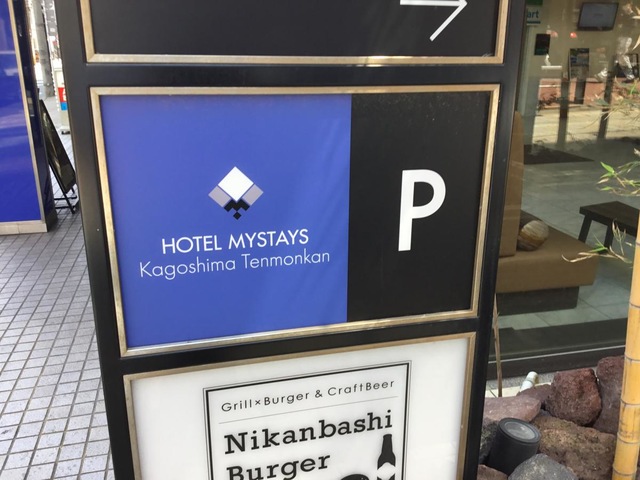 HOTEL MYSTAYS
Kagoshima Tenmonkan
P
Grill×Burger & CraftBeer
Nikanbashi
Burger